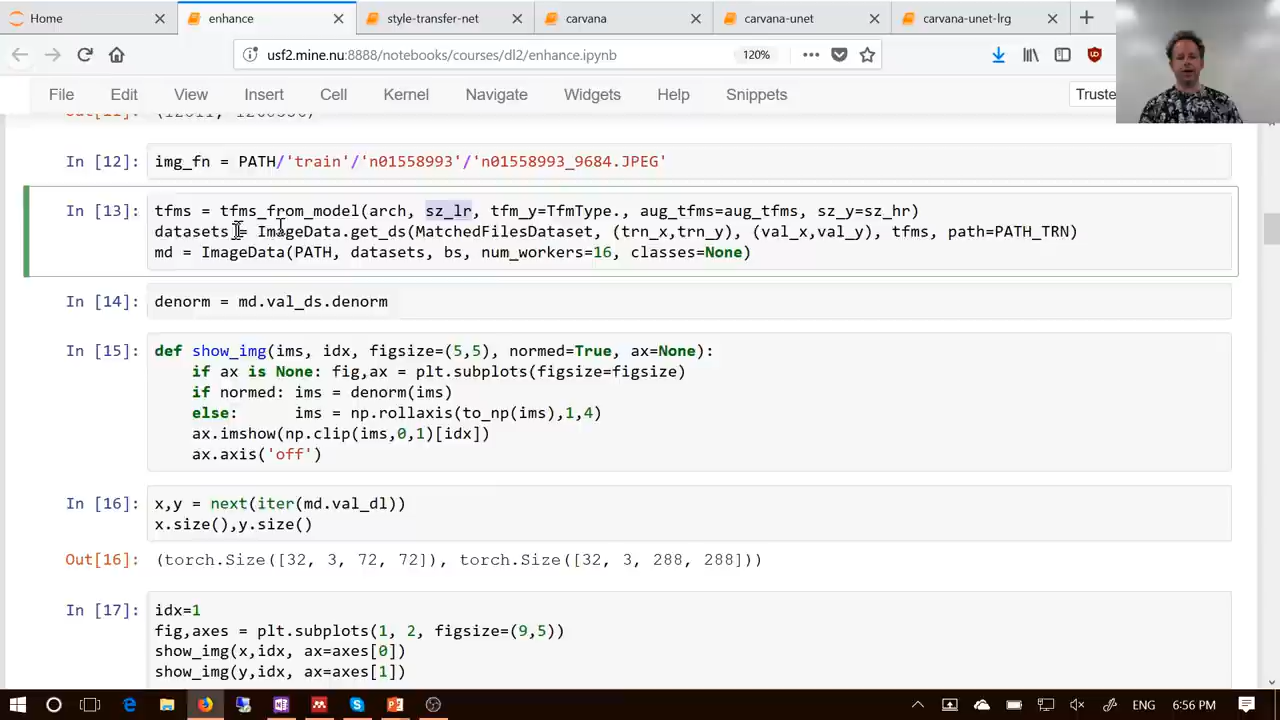 Home
enhance
style-transfer-net
carvana
carvana-unet
carvana-unet-lrg
usf2.mine.nu:8888/notebooks/courses/dl2/enhance.ipynb
120%
File Edit View Insert Cell Kernel Navigate Widgets Help Snippets Truste
In [12]: img_fn = PATH/'train'/'n01558993'/'n01558993_9684.JPEG'
In [13]: tfms = tfms_from_model(arch, sz_lr, tfm_y=TfmType., aug_tfms=aug_tfms, sz_y=sz_hr)
datasets = ImageData.get_ds(MatchedFilesDataset, (trn_x,trn_y), (val_x,val_y), tfms, path=PATH_TRN)
md = ImageData(PATH, datasets, bs, num_workers=16, classes=None)
In [14]: denorm = md.val_ds.denorm
In [15]: def show_img(ims, idx, figsize=(5,5), normed=True, ax=None):
if ax is None: fig,ax = plt.subplots(figsize=figsize)
if normed: ims = denorm(ims)
else: ims = np.rollaxis(to_np(ims),1,4)
ax.imshow(np.clip(ims,0,1)[idx])
ax.axis('off')
In [16]: x,y = next(iter(md.val_dl))
x.size(),y.size()
Out[16]: (torch.Size([32, 3, 72, 72]), torch.Size([32, 3, 288, 288]))
In [17]: idx=1
fig,axes = plt.subplots(1, 2, figsize=(9,5))
show_img(x,idx, ax=axes[0])
show_img(y,idx, ax=axes[1])
ENG 6:56 PM